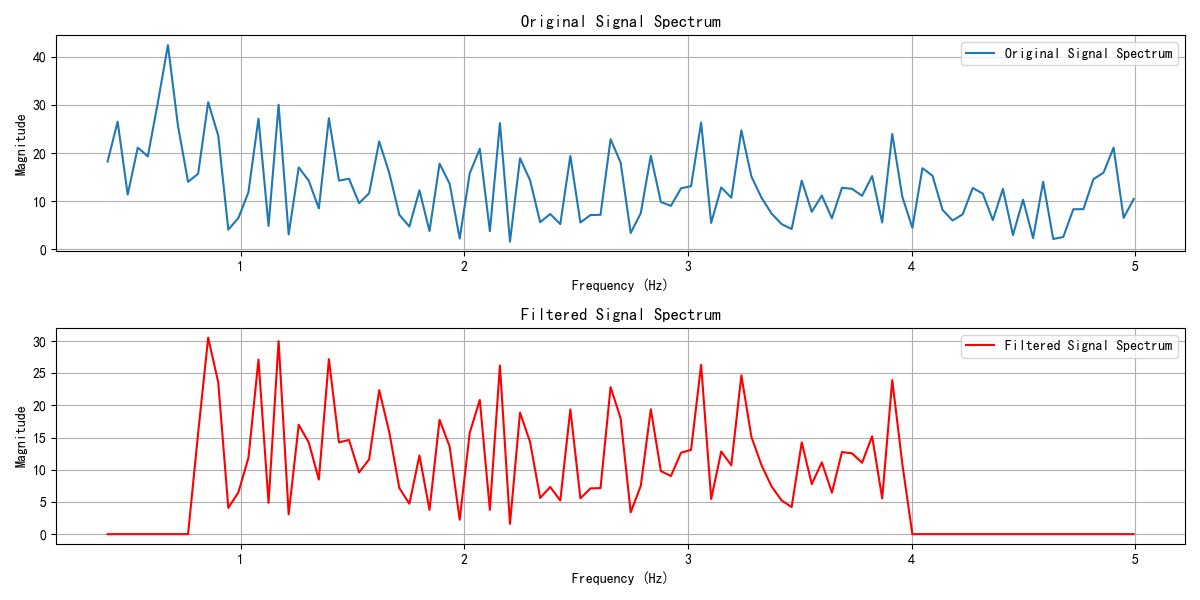 Original Signal Spectrum
Original Signal Spectrum
Magnitude
40
30
20
10
0
1 2 3 4 5
Frequency (Hz)
Filtered Signal Spectrum
Filtered Signal Spectrum
Magnitude
30
25
20
15
10
5
0
1 2 3 4 5
Frequency (Hz)